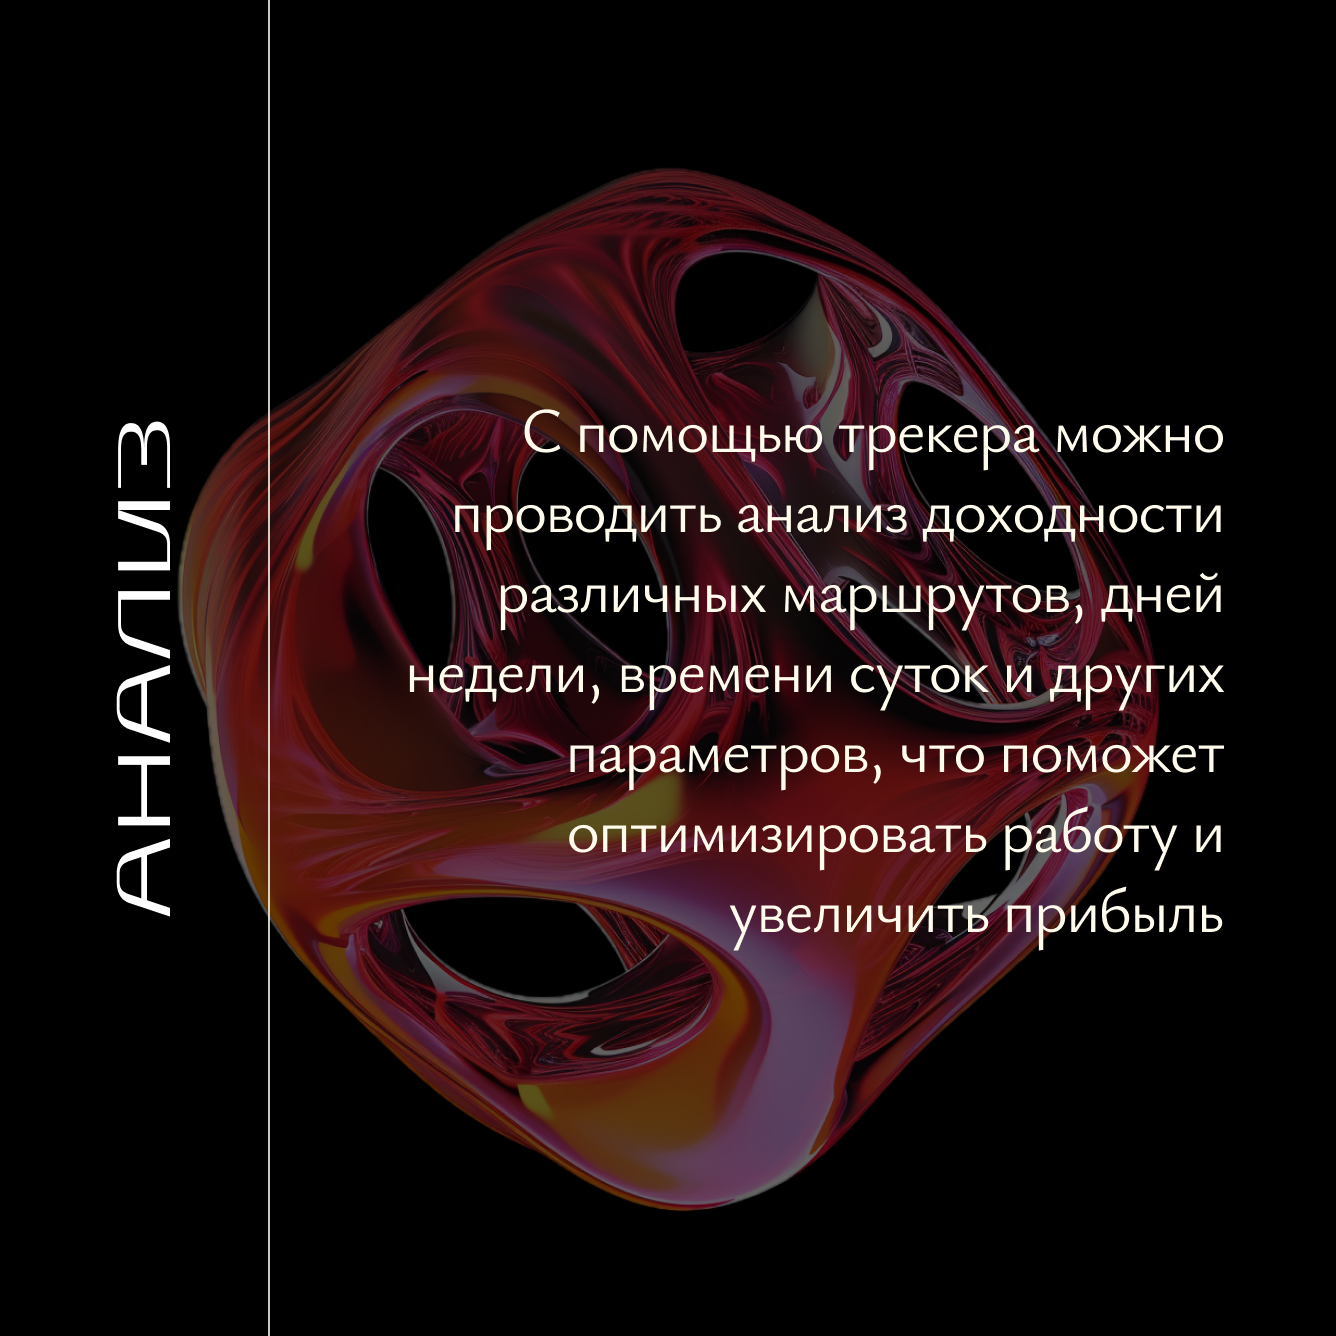 АНАЛИЗ
С помощью трекера можно
проводить анализ доходности
различных маршрутов, дней
недели, времени суток и других
параметров, что поможет
оптимизировать работу и
увеличить прибыль